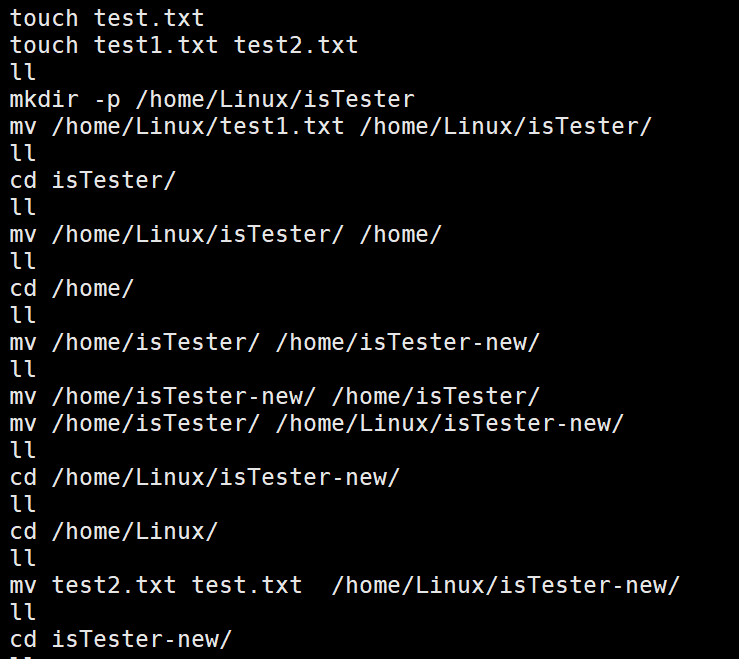 touch test.txt
touch test1.txt test2.txt
ll
mkdir -p /home/Linux/isTester
mv /home/Linux/test1.txt /home/Linux/isTester/
ll
cd isTester/
ll
mv /home/Linux/isTester/ /home/
ll
cd /home/
ll
mv /home/isTester/ /home/isTester-new/
ll
mv /home/isTester-new/ /home/isTester/
mv /home/isTester/ /home/Linux/isTester-new/
ll
cd /home/Linux/isTester-new/
ll
cd /home/Linux/
ll
mv test2.txt test.txt  /home/Linux/isTester-new/
ll
cd isTester-new/